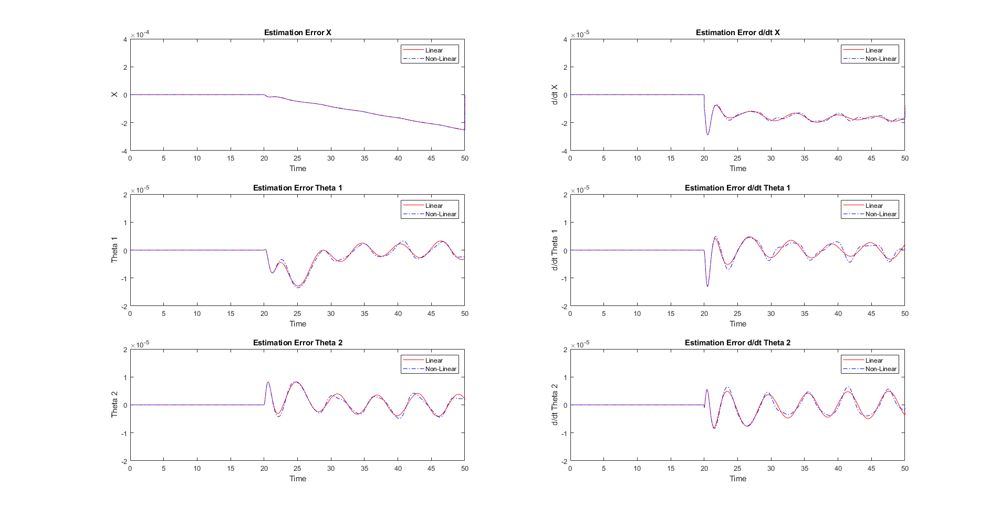 Estimation Error X
×10-4
4
2
0
-2
-4
X
0 5 10 15 20 25 30 35 40 45 50
Time
Linear
Non-Linear
Estimation Error d/dt X
×10-5
4
2
0
-2
-4
d/dt X
0 5 10 15 20 25 30 35 40 45 50
Time
Linear
Non-Linear
Estimation Error Theta 1
×10-5
2
1
0
-1
-2
Theta 1
0 5 10 15 20 25 30 35 40 45 50
Time
Linear
Non-Linear
Estimation Error d/dt Theta 1
×10-5
2
1
0
-1
-2
d/dt Theta 1
0 5 10 15 20 25 30 35 40 45 50
Time
Linear
Non-Linear
Estimation Error Theta 2
×10-5
2
1
0
-1
-2
Theta 2
0 5 10 15 20 25 30 35 40 45 50
Time
Linear
Non-Linear
Estimation Error d/dt Theta 2
×10-5
2
1
0
-1
-2
d/dt Theta 2
0 5 10 15 20 25 30 35 40 45 50
Time
Linear
Non-Linear